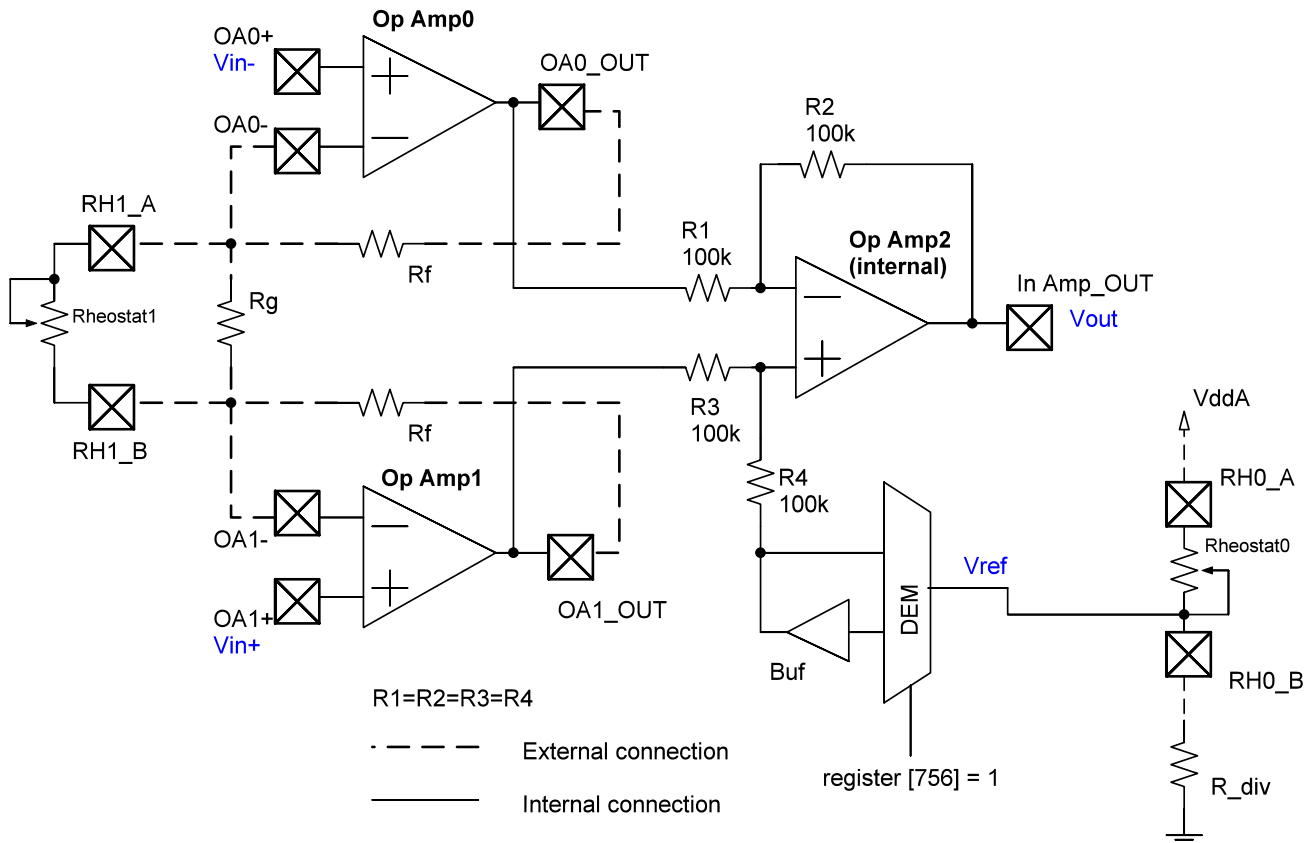 Op Amp0
OA0+
Vin-
OA0_OUT
OA0-
R2
100k
RH1_A
R1
100k
Op Amp2
(internal)
Rf
In Amp_OUT
Vout
Rg
Rheostat1
R3
100k
Rf
RH1_B
VddA
Op Amp1
R4
100k
RH0_A
OA1-
Rheostat0
Vref
DEM
OA1_OUT
OA1+
Vin+
Buf
RH0_B
R1=R2=R3=R4
External connection
register [756] = 1
R_div
Internal connection